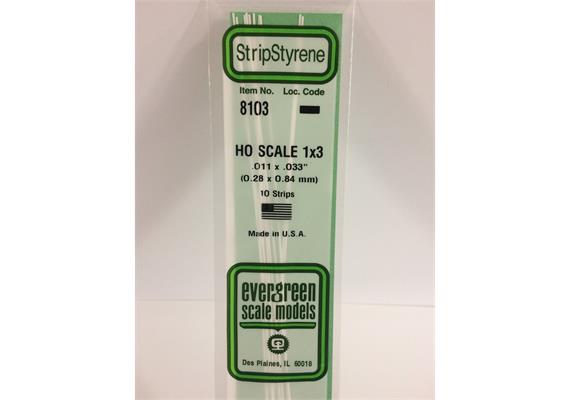 StripStyrene
Item No. Loc. Code
8103
HO SCALE 1x3
.011 x .033"
(0.28 x 0.84 mm)
10 Strips
Made in U.S.A.
evergreen
scale models
Des Plaines, IL 60018